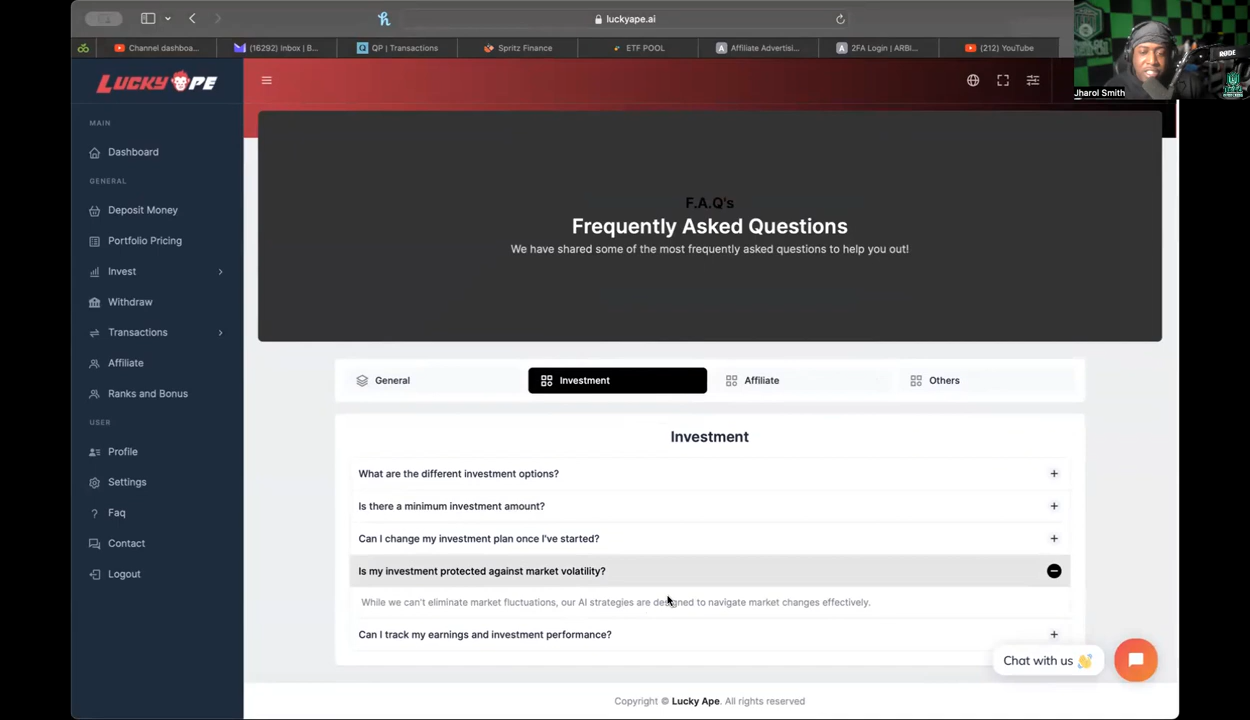 luckyape.ai
Channel dashboa...
(16292) Inbox | B...
QP | Transactions
Spritz Finance
ETF POOL
Affiliate Advertisi...
2FA Login | ARBI...
(212) YouTube
RØDE
Jharol Smith
LUCKY APE
MAIN
Dashboard
GENERAL
Deposit Money
Portfolio Pricing
Invest
Withdraw
Transactions
Affiliate
Ranks and Bonus
USER
Profile
Settings
Faq
Contact
Logout
F.A.Q's
Frequently Asked Questions
We have shared some of the most frequently asked questions to help you out!
General
Investment
Affiliate
Others
Investment
What are the different investment options?
Is there a minimum investment amount?
Can I change my investment plan once I've started?
Is my investment protected against market volatility?
While we can't eliminate market fluctuations, our AI strategies are designed to navigate market changes effectively.
Can I track my earnings and investment performance?
Chat with us 👋
Copyright © Lucky Ape. All rights reserved